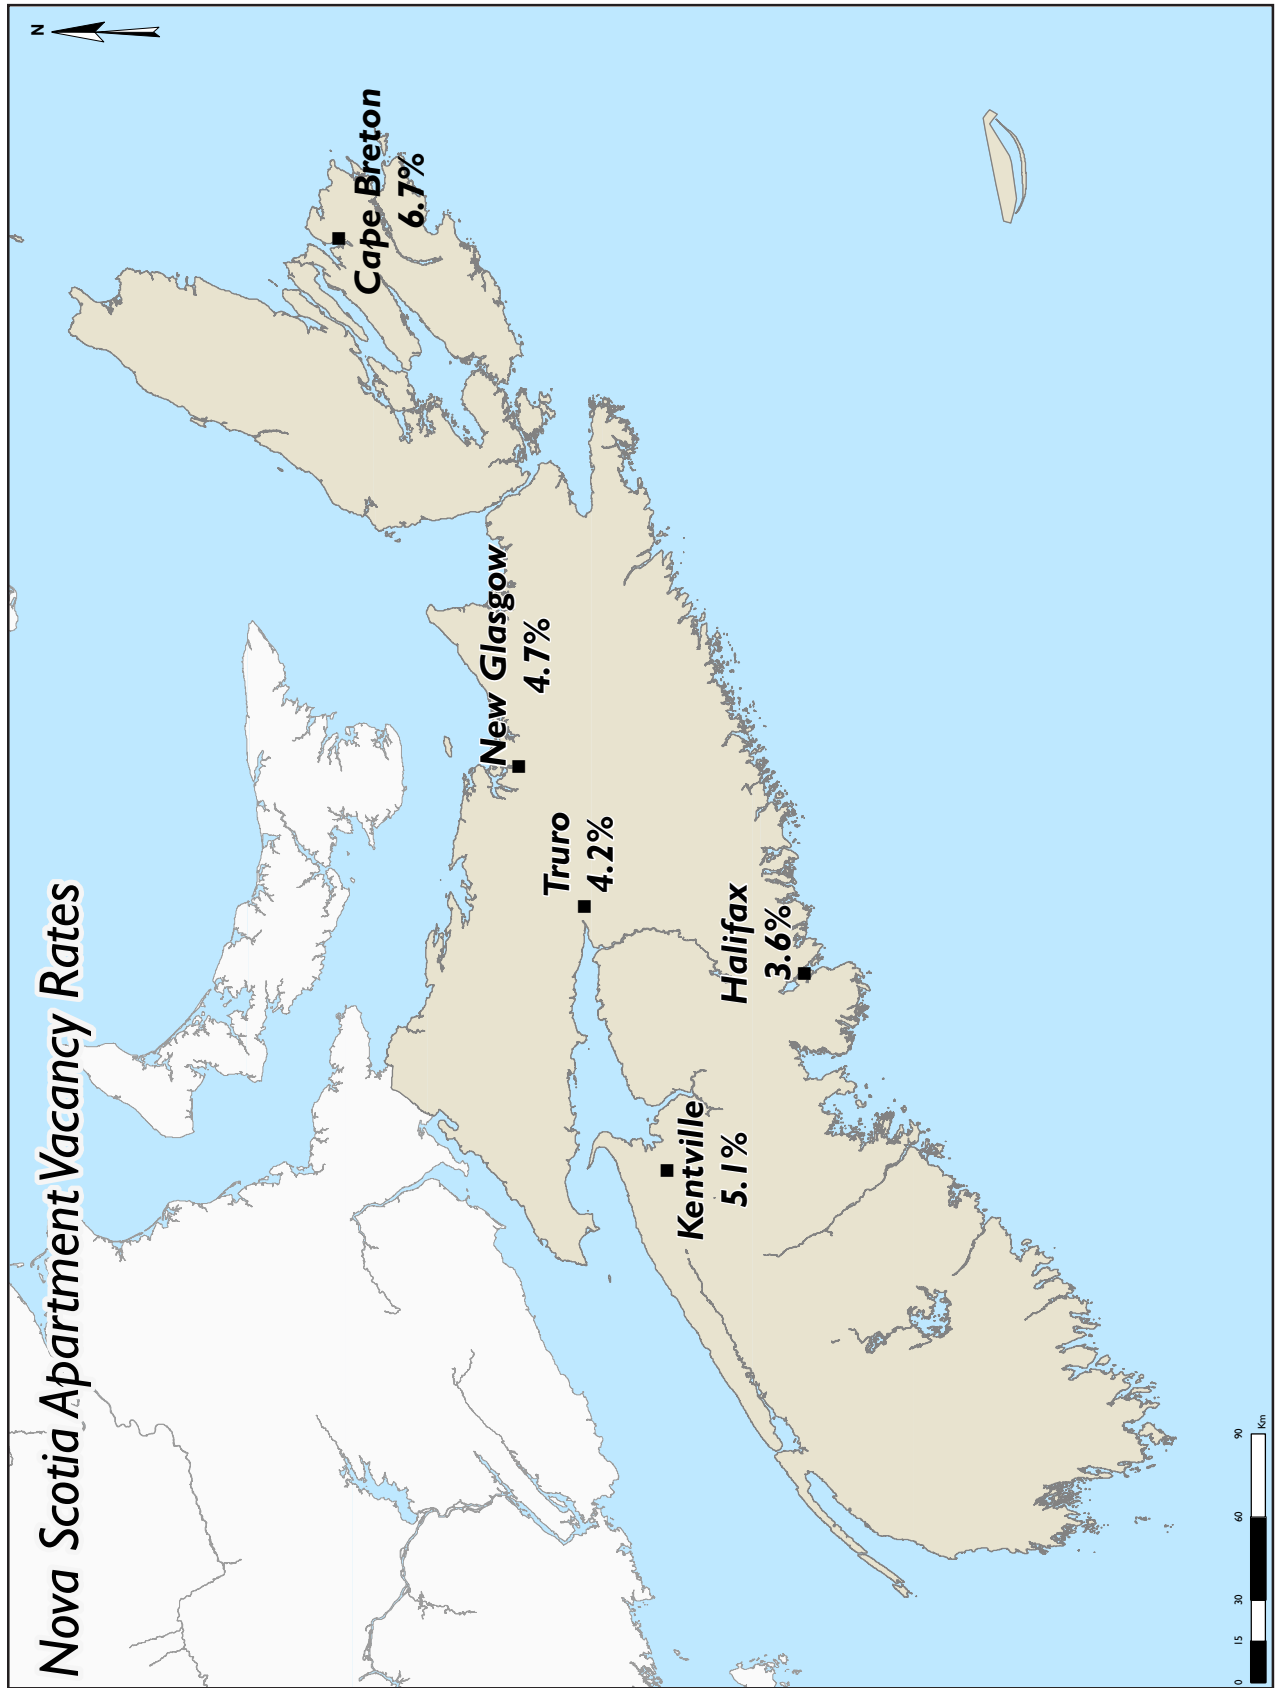 Nova Scotia Apartment Vacancy Rates
N
Cape Breton
6.7%
New Glasgow
4.7%
Truro
4.2%
Halifax
3.6%
Kentville
5.1%
0 15 30 60 90
Km